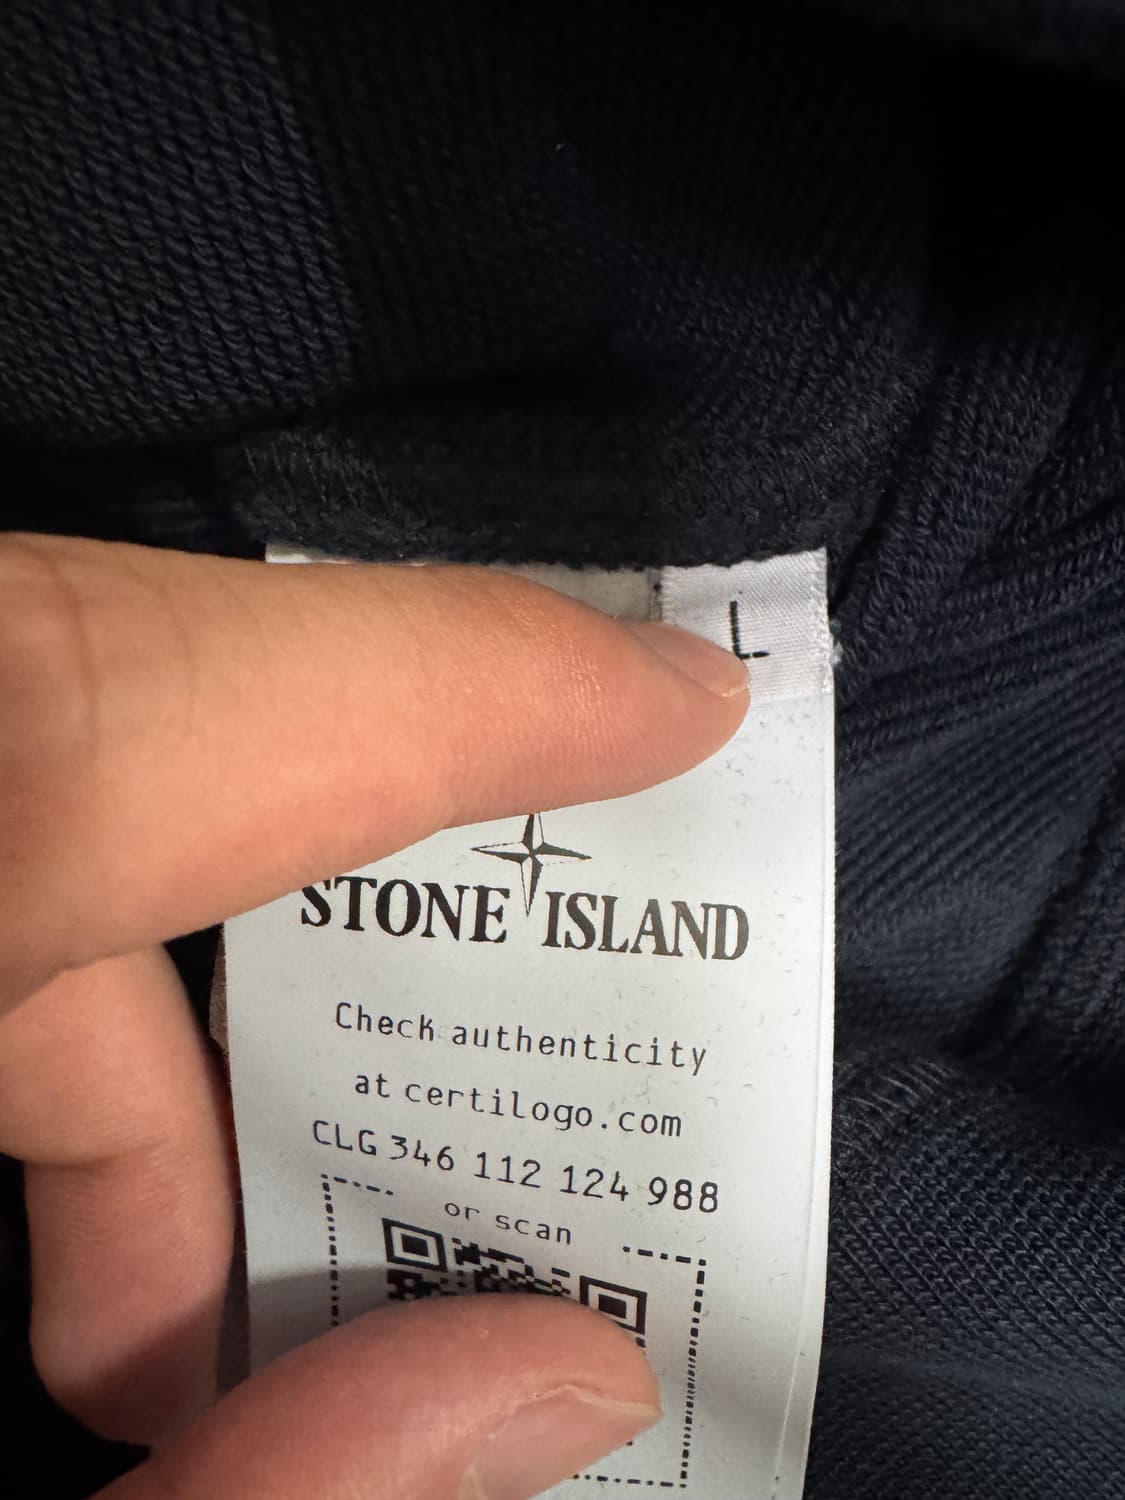 L
STONE ISLAND
Check authenticity
at certilogo.com
CLG 346 112 124 988
or scan